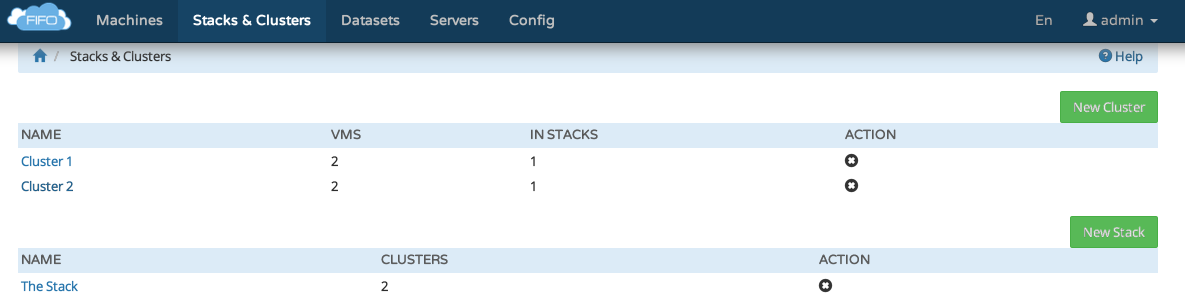 FIFO Machines Stacks & Clusters Datasets Servers Config En admin
/ Stacks & Clusters Help
New Cluster
NAME VMS IN STACKS ACTION
Cluster 1 2 1
Cluster 2 2 1
New Stack
NAME CLUSTERS ACTION
The Stack 2